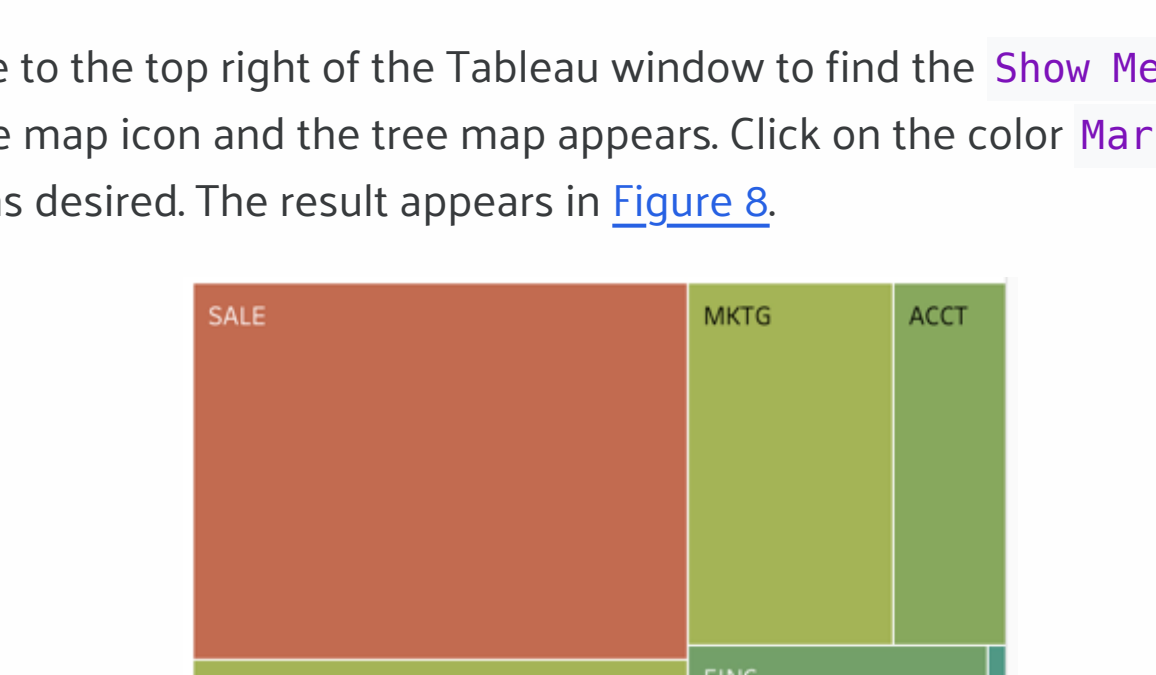 e to the top right of the Tableau window to find the Show Me
e map icon and the tree map appears. Click on the color Mar
as desired. The result appears in Figure 8.
SALE MKTG ACCT